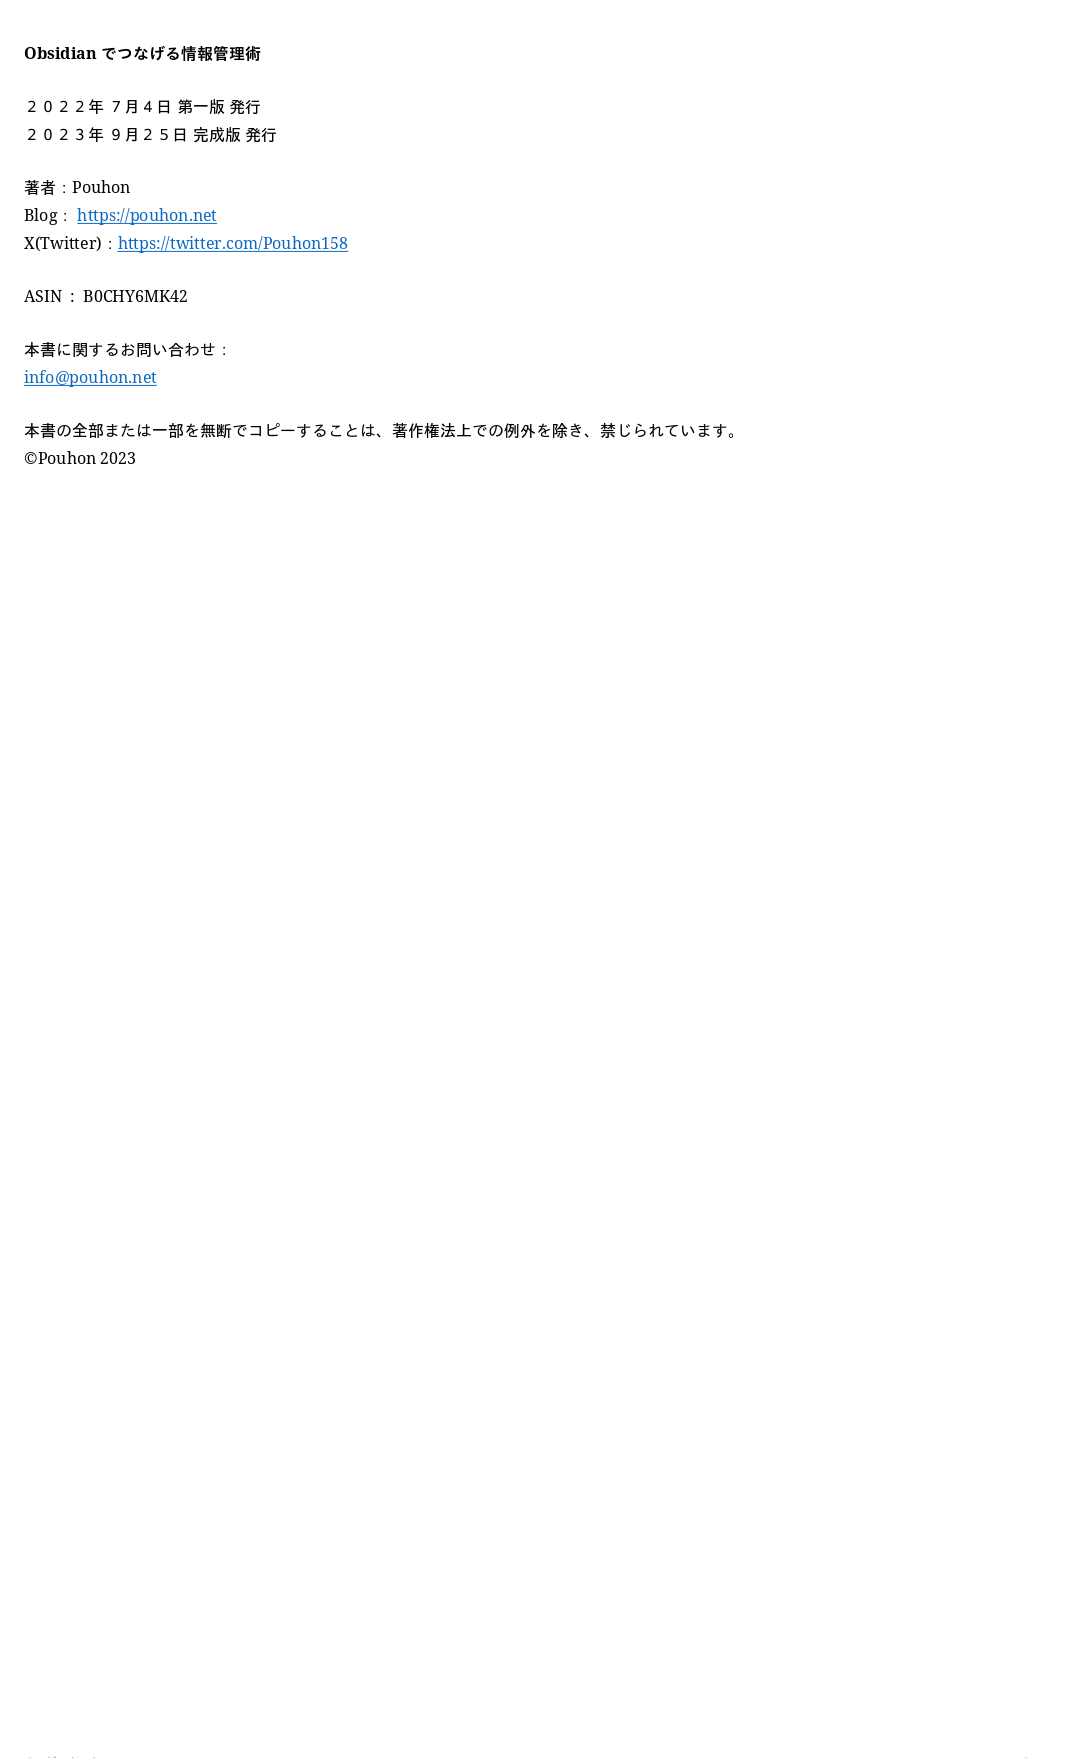 Obsidian でつなげる情報管理術
２０２２年 ７月４日 第一版 発行
２０２３年 ９月２５日 完成版 発行
著者：Pouhon
Blog： https://pouhon.net
X(Twitter)：https://twitter.com/Pouhon158
ASIN ： B0CHY6MK42
本書に関するお問い合わせ：
info@pouhon.net
本書の全部または一部を無断でコピーすることは、著作権法上での例外を除き、禁じられています。
©Pouhon 2023